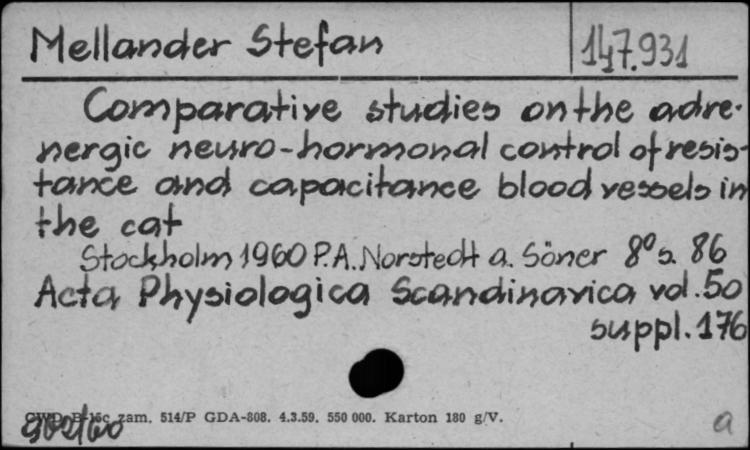 Mellander Stefan 147.931
Comparative studies on the adre-
nergic neuro-hormonal control of resis-
tance and capacitance blood vessels in
the cat
Stockholm 1960 P.A. Norstedt a. Söner 8° s. 86
Acta Physiologica Scandinavica vol. 50
suppl. 176
zam. 514/P GDA-808. 4.3.59. 550 000. Karton 180 g/V.
a